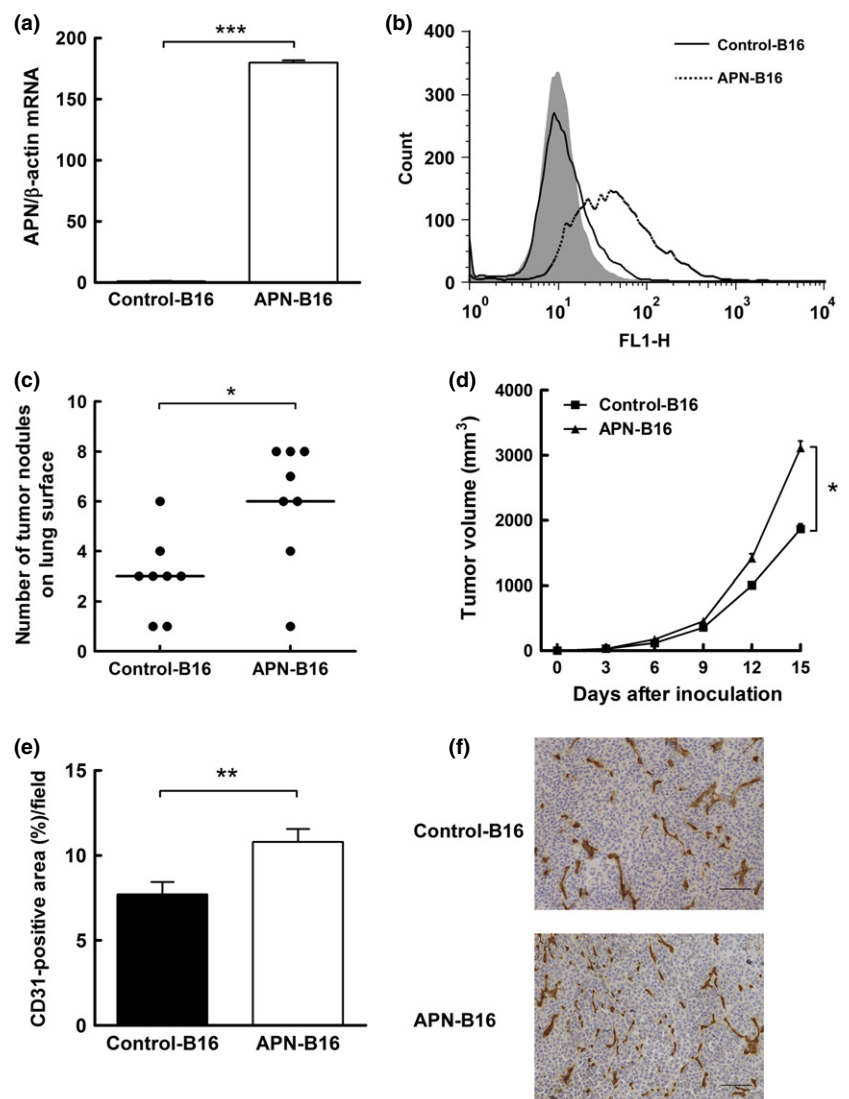 (a)
APN/β-actin mRNA
200
150
100
50
0
***
Control-B16 APN-B16
(b)
Count
400
300
200
100
0
Control-B16
APN-B16
10⁰ 10¹ 10² 10³ 10⁴
FL1-H
(c)
Number of tumor nodules
on lung surface
10
8
6
4
2
0
*
Control-B16 APN-B16
(d)
Tumor volume (mm³)
4000
3000
2000
1000
0
Control-B16
APN-B16
*
0 3 6 9 12 15
Days after inoculation
(e)
CD31-positive area (%)/field
15
10
5
0
**
Control-B16 APN-B16
(f)
Control-B16
APN-B16